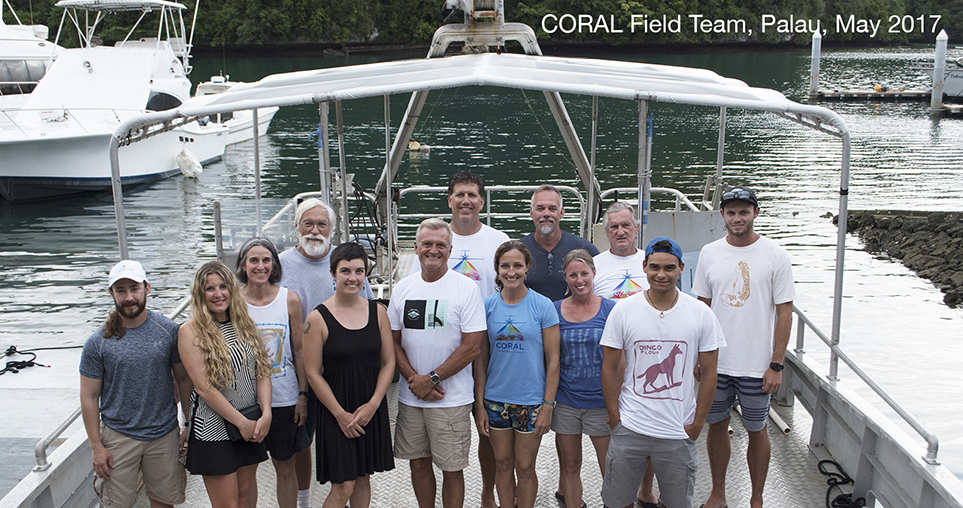 CORAL Field Team, Palau, May 2017
CORAL
DINGO
FLOUR